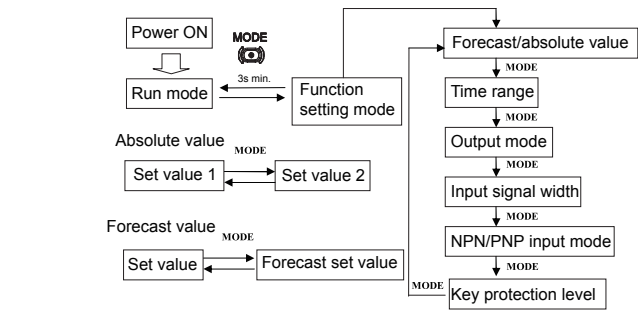 Power ON
MODE
Forecast/absolute value
MODE
3s min.
Run mode
Function
setting mode
Time range
MODE
Absolute value
MODE
Output mode
MODE
Set value 1
Set value 2
Input signal width
MODE
Forecast value
MODE
NPN/PNP input mode
MODE
Set value
Forecast set value
MODE
Key protection level